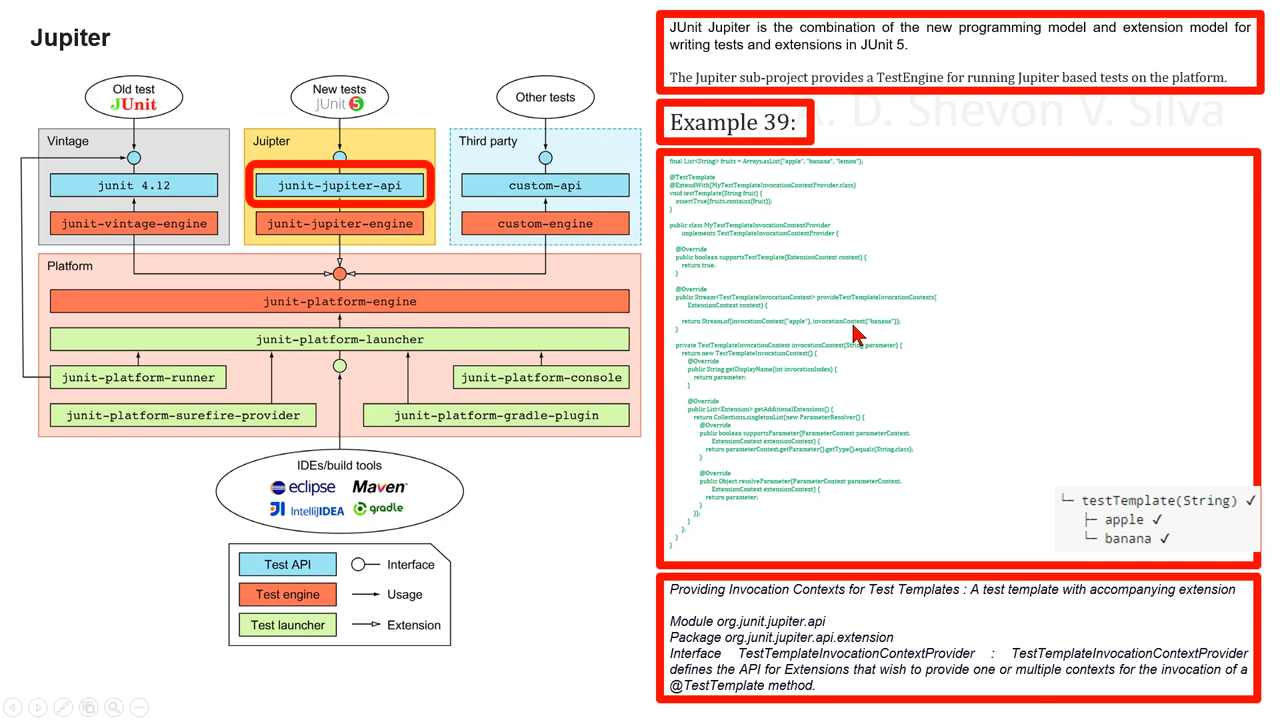 Jupiter
Old test
JUnit
New tests
JUnit 5
Other tests
Vintage
junit 4.12
junit-vintage-engine
Juipter
junit-jupiter-api
junit-jupiter-engine
Third party
custom-api
custom-engine
Platform
junit-platform-engine
junit-platform-launcher
junit-platform-runner
junit-platform-console
junit-platform-surefire-provider
junit-platform-gradle-plugin
IDEs/build tools
eclipse
Maven
IntelliJIDEA
gradle
Test API
Interface
Test engine
Usage
Test launcher
Extension
JUnit Jupiter is the combination of the new programming model and extension model for
writing tests and extensions in JUnit 5.
The Jupiter sub-project provides a TestEngine for running Jupiter based tests on the platform.
A. D. Shevon V. Silva
Example 39:
final List<String> fruits = Arrays.asList("apple", "banana", "lemon");
@TestTemplate
@ExtendWith(MyTestTemplateInvocationContextProvider.class)
void testTemplate(String fruit) {
assertTrue(fruits.contains(fruit));
}
public class MyTestTemplateInvocationContextProvider
implements TestTemplateInvocationContextProvider {
@Override
public boolean supportsTestTemplate(ExtensionContext context) {
return true;
}
@Override
public Stream<TestTemplateInvocationContext> provideTestTemplateInvocationContexts(
ExtensionContext context) {
return Stream.of(invocationContext("apple"), invocationContext("banana"));
}
private TestTemplateInvocationContext invocationContext(String parameter) {
return new TestTemplateInvocationContext() {
@Override
public String getDisplayName(int invocationIndex) {
return parameter;
}
@Override
public List<Extension> getAdditionalExtensions() {
return Collections.singletonList(new ParameterResolver() {
@Override
public boolean supportsParameter(ParameterContext parameterContext,
ExtensionContext extensionContext) {
return parameterContext.getParameter().getType().equals(String.class);
}
@Override
public Object resolveParameter(ParameterContext parameterContext,
ExtensionContext extensionContext) {
return parameter;
}
});
}
};
}
}
└─ testTemplate(String) ✓
├─ apple ✓
└─ banana ✓
Providing Invocation Contexts for Test Templates : A test template with accompanying extension
Module org.junit.jupiter.api
Package org.junit.jupiter.api.extension
Interface TestTemplateInvocationContextProvider : TestTemplateInvocationContextProvider
defines the API for Extensions that wish to provide one or multiple contexts for the invocation of a
@TestTemplate method.